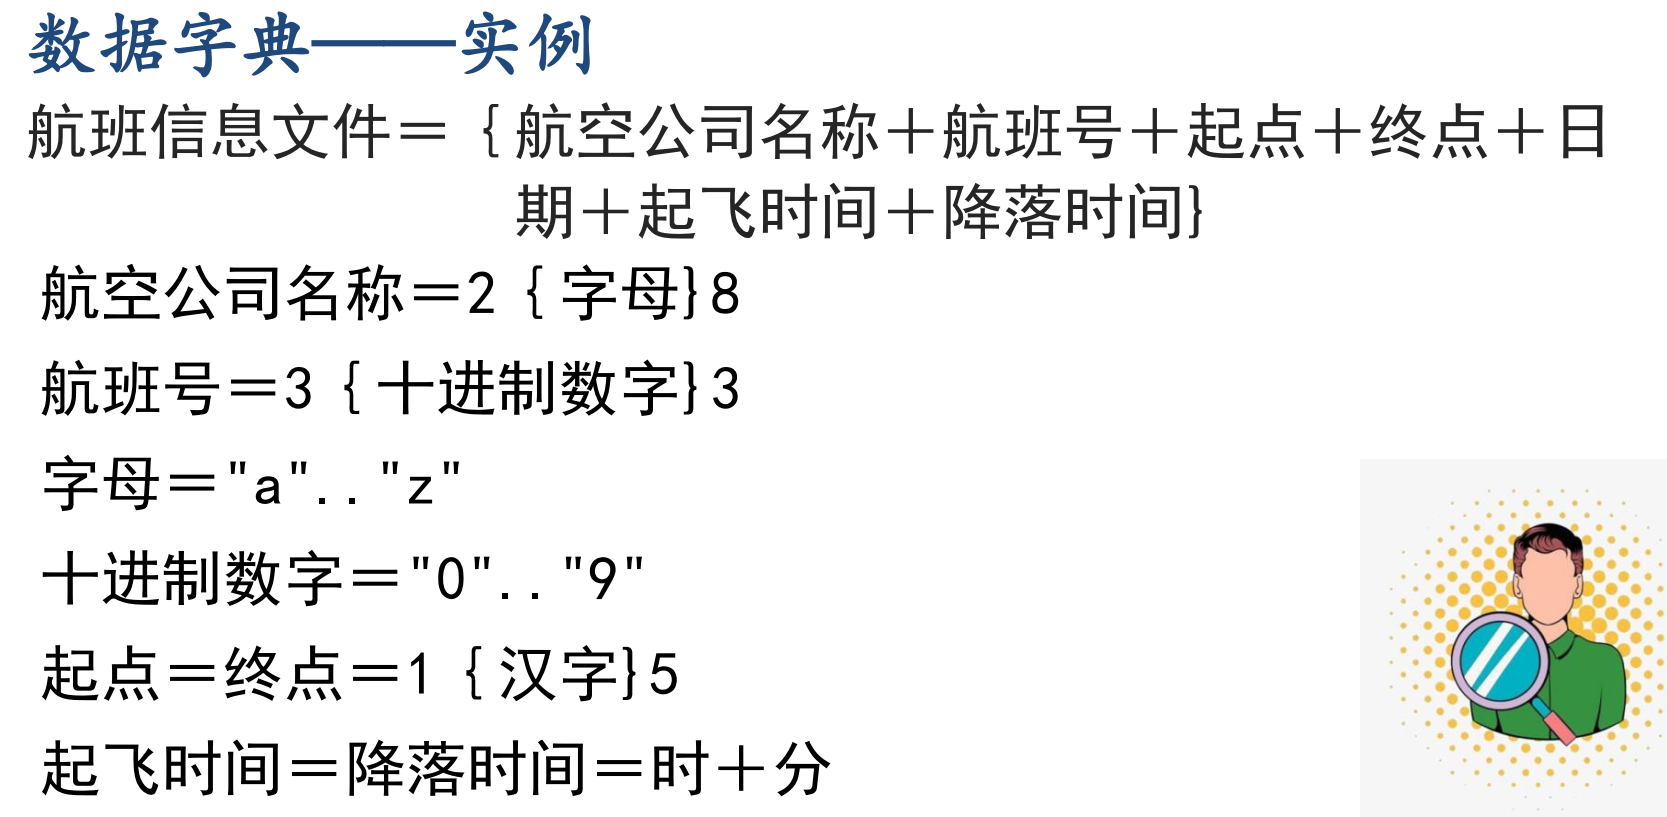 数据字典——实例
航班信息文件＝｛航空公司名称＋航班号＋起点＋终点＋日
期＋起飞时间＋降落时间}
航空公司名称＝2｛字母}8
航班号＝3｛十进制数字}3
字母＝"a".."z"
十进制数字＝"0".."9"
起点＝终点＝1｛汉字}5
起飞时间＝降落时间＝时＋分